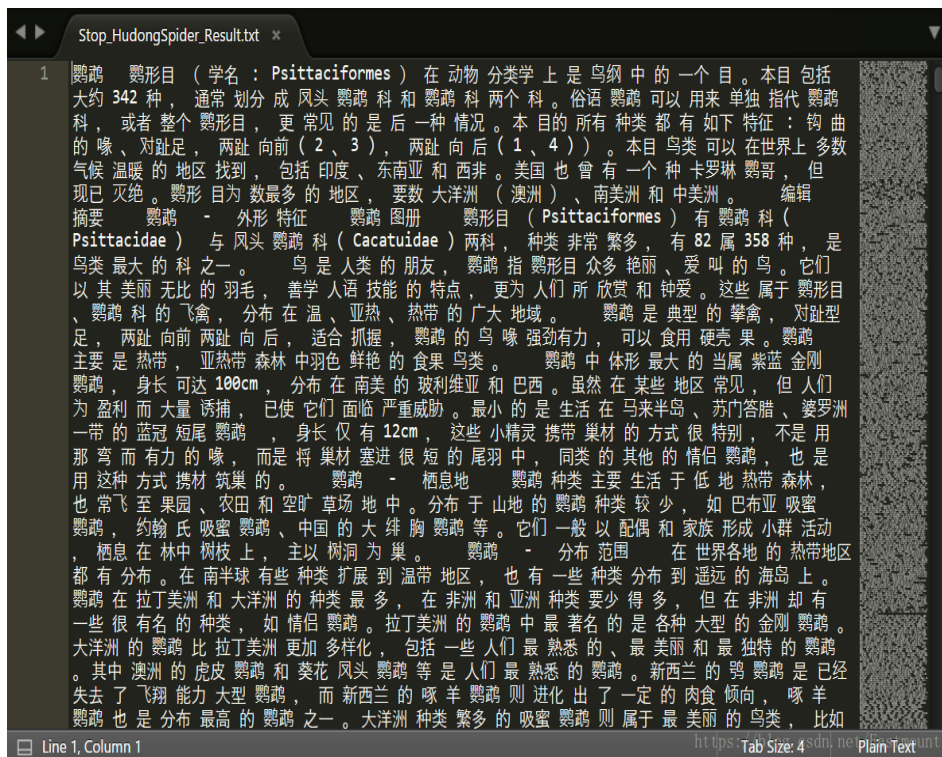 Stop_HudongSpider_Result.txt ×
1 鹦鹉 鹦形目 （ 学名 : Psittaciformes ） 在 动物 分类学 上 是 鸟纲 中 的 一个 目 。本目 包括
大约 342 种 ， 通常 划分 成 凤头 鹦鹉 科 和 鹦鹉 科 两个 科 。俗语 鹦鹉 可以 用来 单独 指代 鹦鹉
科 ， 或者 整个 鹦形目 ， 更 常见 的 是 后 一种 情况 。本 目的 所有 种类 都 有 如下 特征 : 钩 曲
的 喙 、对趾足 ， 两趾 向前 ( 2 、3 ) ， 两趾 向 后 ( 1 、4 ) ） 。本目 鸟类 可以 在世界上 多数
气候 温暖 的 地区 找到 ， 包括 印度 、东南亚 和 西非 。美国 也 曾 有 一个 种 卡罗琳 鹦哥 ， 但
现已 灭绝 。鹦形 目为 数最多 的 地区 ， 要数 大洋洲 （ 澳洲 ） 、南美洲 和 中美洲 。 编辑
摘要 鹦鹉 - 外形 特征 鹦鹉 图册 鹦形目 （ Psittaciformes ） 有 鹦鹉 科 (
Psittacidae ) 与 凤头 鹦鹉 科 ( Cacatuidae ) 两科 ， 种类 非常 繁多 ， 有 82 属 358 种 ， 是
鸟类 最大 的 科 之一 。 鸟 是 人类 的 朋友 ， 鹦鹉 指 鹦形目 众多 艳丽 、爱 叫 的 鸟 。它们
以 其 美丽 无比 的 羽毛 ， 善学 人语 技能 的 特点 ， 更为 人们 所 欣赏 和 钟爱 。这些 属于 鹦形目
、鹦鹉 科 的 飞禽 ， 分布 在 温 、亚热 、热带 的 广大 地域 。 鹦鹉 是 典型 的 攀禽 ， 对趾型
足 ， 两趾 向前 两趾 向 后 ， 适合 抓握 ， 鹦鹉 的 鸟 喙 强劲有力 ， 可以 食用 硬壳 果 。鹦鹉
主要 是 热带 ， 亚热带 森林 中羽色 鲜艳 的 食果 鸟类 。 鹦鹉 中 体形 最大 的 当属 紫蓝 金刚
鹦鹉 ， 身长 可达 100cm ， 分布 在 南美 的 玻利维亚 和 巴西 。虽然 在 某些 地区 常见 ， 但 人们
为 盈利 而 大量 诱捕 ， 已使 它们 面临 严重威胁 。最小 的 是 生活 在 马来半岛 、苏门答腊 、婆罗洲
一带 的 蓝冠 短尾 鹦鹉 ， 身长 仅 有 12cm ， 这些 小精灵 携带 巢材 的 方式 很 特别 ， 不是 用
那 弯 而 有力 的 喙 ， 而是 将 巢材 塞进 很 短 的 尾羽 中 ， 同类 的 其他 的 情侣 鹦鹉 ， 也 是
用 这种 方式 携材 筑巢 的 。 鹦鹉 - 栖息地 鹦鹉 种类 主要 生活 于 低 地 热带 森林 ，
也 常飞 至 果园 、农田 和 空旷 草场 地 中 。分布 于 山地 的 鹦鹉 种类 较 少 ， 如 巴布亚 吸蜜
鹦鹉 ， 约翰 氏 吸蜜 鹦鹉 、中国 的 大 绯 胸 鹦鹉 等 。它们 一般 以 配偶 和 家族 形成 小群 活动
， 栖息 在 林中 树枝 上 ， 主以 树洞 为 巢 。 鹦鹉 - 分布 范围 在 世界各地 的 热带地区
都 有 分布 。在 南半球 有些 种类 扩展 到 温带 地区 ， 也 有 一些 种类 分布 到 遥远 的 海岛 上 。
鹦鹉 在 拉丁美洲 和 大洋洲 的 种类 最 多 ， 在 非洲 和 亚洲 种类 要少 得 多 ， 但 在 非洲 却 有
一些 很 有名 的 种类 ， 如 情侣 鹦鹉 。拉丁美洲 的 鹦鹉 中 最 著名 的 是 各种 大型 的 金刚 鹦鹉 。
大洋洲 的 鹦鹉 比 拉丁美洲 更加 多样化 ， 包括 一些 人们 最 熟悉 的 、最 美丽 和 最 独特 的 鹦鹉
。其中 澳洲 的 虎皮 鹦鹉 和 葵花 凤头 鹦鹉 等 是 人们 最 熟悉 的 鹦鹉 。新西兰 的 鸮 鹦鹉 是 已经
失去 了 飞翔 能力 大型 鹦鹉 ， 而 新西兰 的 啄 羊 鹦鹉 则 进化 出 了 一定 的 肉食 倾向 ， 啄 羊
鹦鹉 也 是 分布 最高 的 鹦鹉 之一 。大洋洲 种类 繁多 的 吸蜜 鹦鹉 则 属于 最 美丽 的 鸟类 ， 比如
https://blog.csdn.net/Eastmount
Line 1, Column 1 Tab Size: 4 Plain Text